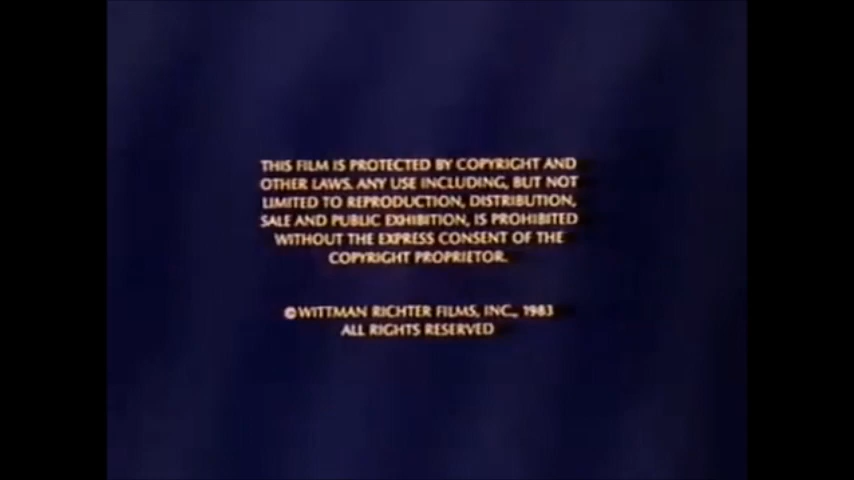 THIS FILM IS PROTECTED BY COPYRIGHT AND
OTHER LAWS. ANY USE INCLUDING, BUT NOT
LIMITED TO REPRODUCTION, DISTRIBUTION,
SALE AND PUBLIC EXHIBITION, IS PROHIBITED
WITHOUT THE EXPRESS CONSENT OF THE
COPYRIGHT PROPRIETOR.
©WITTMAN RICHTER FILMS, INC., 1983
ALL RIGHTS RESERVED